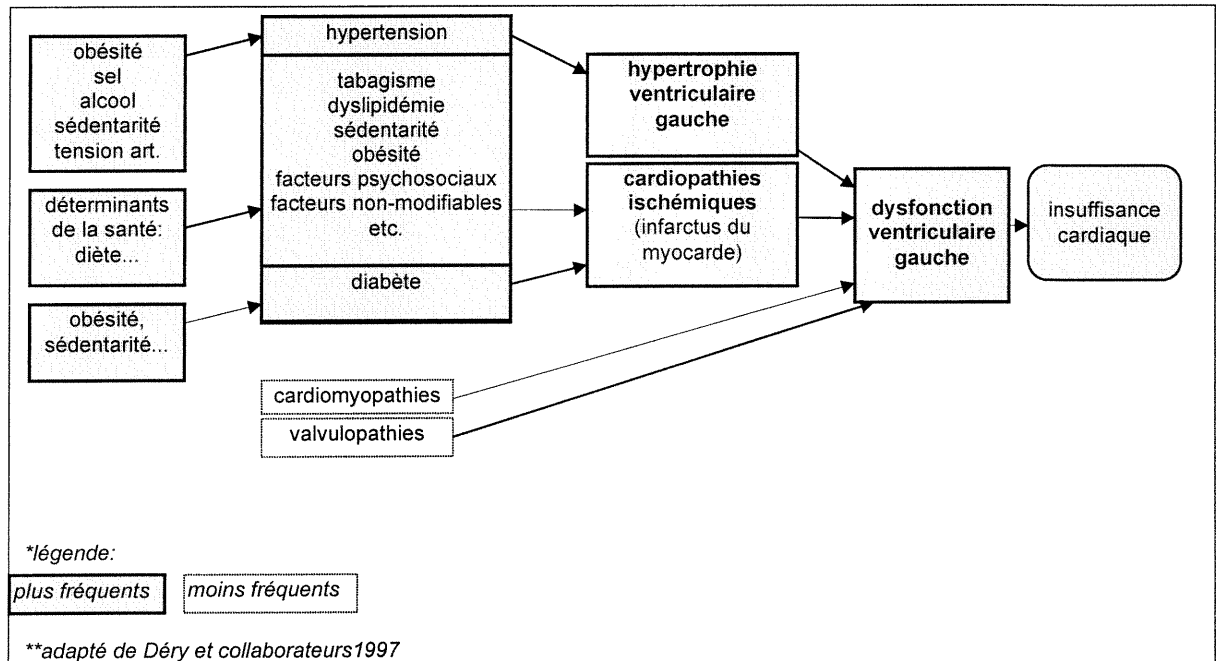 obésité
sel
alcool
sédentarité
tension art.
déterminants
de la santé:
diète...
obésité,
sédentarité...
hypertension
tabagisme
dyslipidémie
sédentarité
obésité
facteurs psychosociaux
facteurs non-modifiables
etc.
diabète
cardiomyopathies
valvulopathies
hypertrophie
ventriculaire
gauche
cardiopathies
ischémiques
(infarctus du
myocarde)
dysfonction
ventriculaire
gauche
insuffisance
cardiaque
*légende:
plus fréquents
moins fréquents
**adapté de Déry et collaborateurs1997